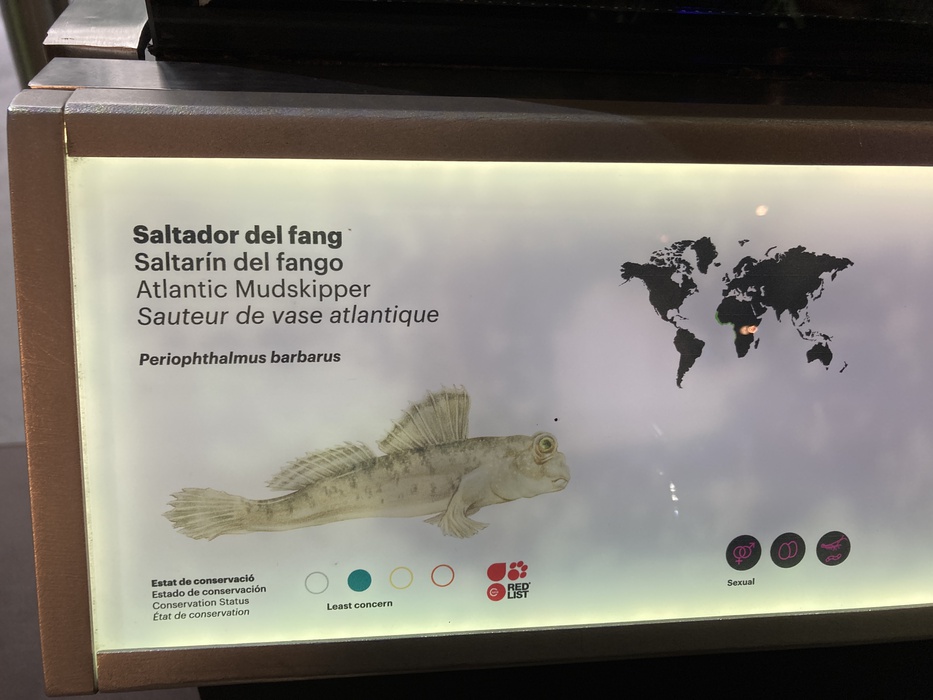 Saltador del fang
Saltarín del fango
Atlantic Mudskipper
Sauteur de vase atlantique
Periophthalmus barbarus
Estat de conservació
Estado de conservación
Conservation Status
État de conservation
Least concern
RED
LIST
Sexual